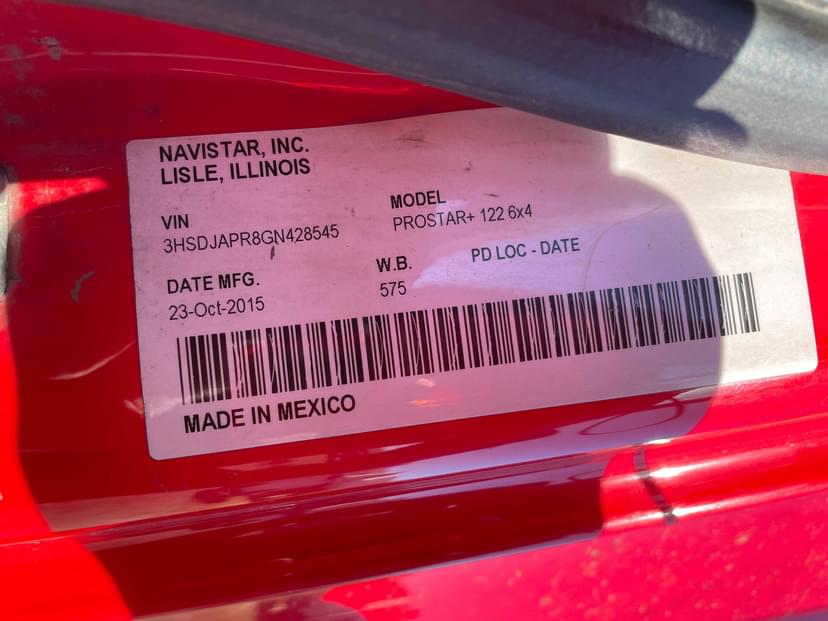 NAVISTAR, INC.
LISLE, ILLINOIS
VIN
3HSDJAPR8GN428545
MODEL
PROSTAR+ 122 6x4
DATE MFG.
23-Oct-2015
W.B.
575
PD LOC - DATE
MADE IN MEXICO